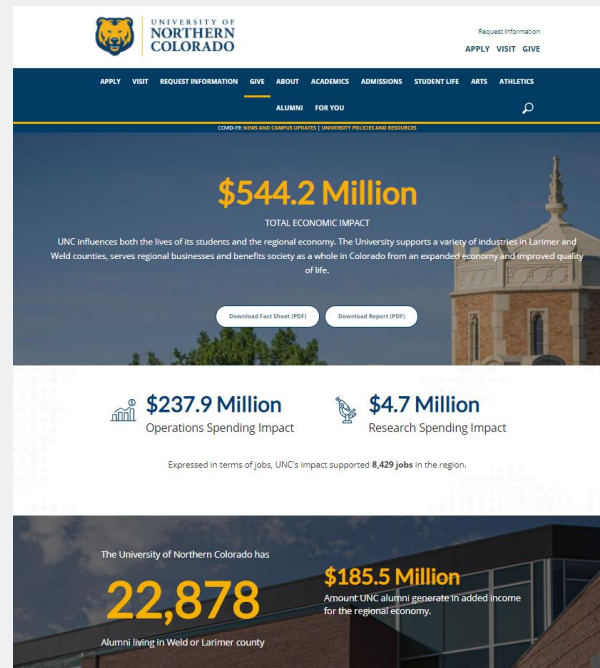 UNIVERSITY OF
NORTHERN
COLORADO
Request Information
APPLY VISIT GIVE
APPLY VISIT REQUEST INFORMATION GIVE ABOUT ACADEMICS ADMISSIONS STUDENT LIFE ARTS ATHLETICS
ALUMNI FOR YOU
COVID-19: NEWS AND CAMPUS UPDATES | UNIVERSITY POLICIES AND RESOURCES
$544.2 Million
TOTAL ECONOMIC IMPACT
UNC influences both the lives of its students and the regional economy. The University supports a variety of industries in Larimer and
Weld counties, serves regional businesses and benefits society as a whole in Colorado from an expanded economy and improved quality
of life.
Download Fact Sheet (PDF) Download Report (PDF)
$237.9 Million
Operations Spending Impact
$4.7 Million
Research Spending Impact
Expressed in terms of jobs, UNC's impact supported 8,429 jobs in the region.
The University of Northern Colorado has
22,878
Alumni living in Weld or Larimer county
$185.5 Million
Amount UNC alumni generate in added income
for the regional economy.